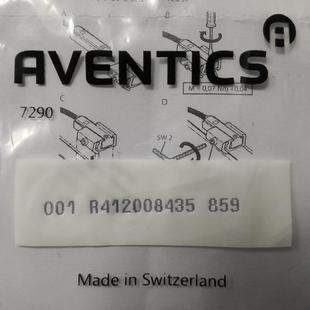 A
AVENTICS
M = 0,07 Nm +0,04
C
7290
SW 2
001 R412008435 859
Made in Switzerland